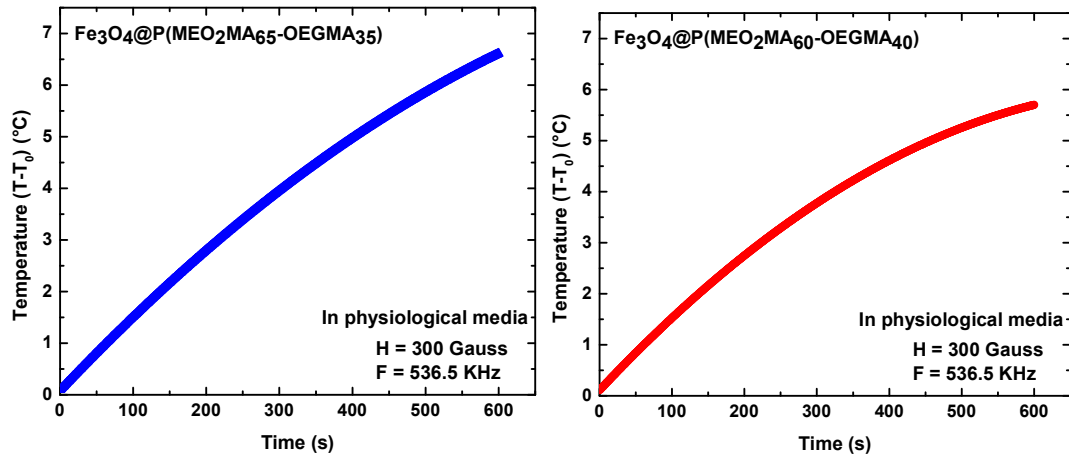 Fe3O4@P(MEO2MA65-OEGMA35)
7
6
5
4
3
2
1
0
Temperature (T-T0) (°C)
In physiological media
H = 300 Gauss
F = 536.5 KHz
0 100 200 300 400 500 600
Time (s)
Fe3O4@P(MEO2MA60-OEGMA40)
7
6
5
4
3
2
1
0
Temperature (T-T0) (°C)
In physiological media
H = 300 Gauss
F = 536.5 KHz
0 100 200 300 400 500 600
Time (s)